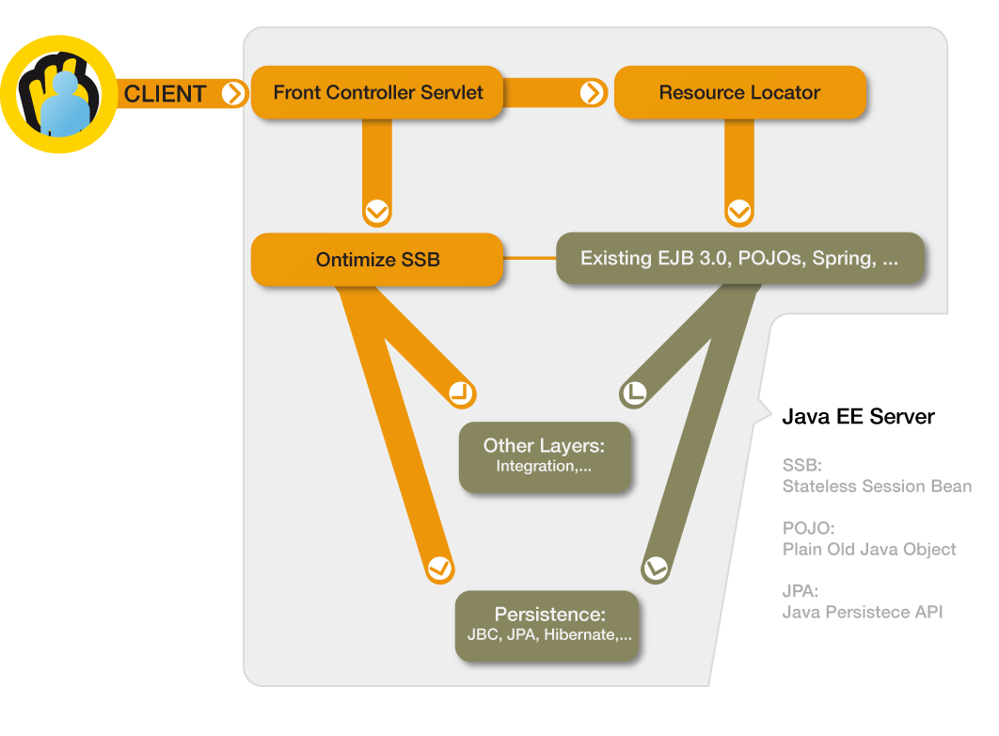 CLIENT
Front Controller Servlet
Resource Locator
Ontimize SSB
Existing EJB 3.0, POJOs, Spring, ...
Other Layers:
Integration,...
Java EE Server
SSB:
Stateless Session Bean
POJO:
Plain Old Java Object
JPA:
Java Persistece API
Persistence:
JBC, JPA, Hibernate,...